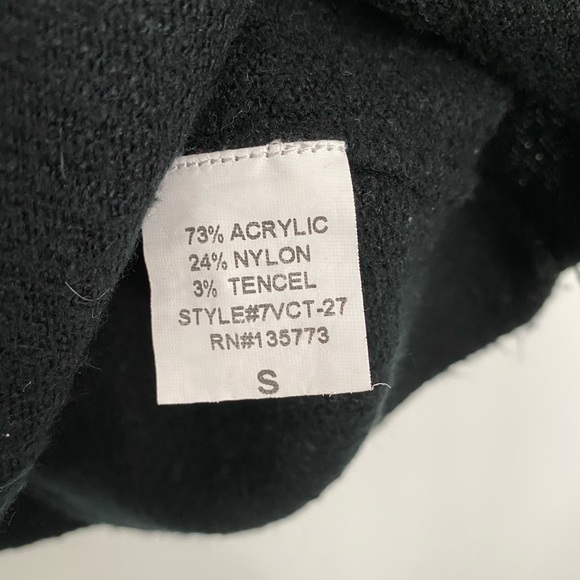 73% ACRYLIC
24% NYLON
3% TENCEL
STYLE#7VCT-27
RN#135773
S